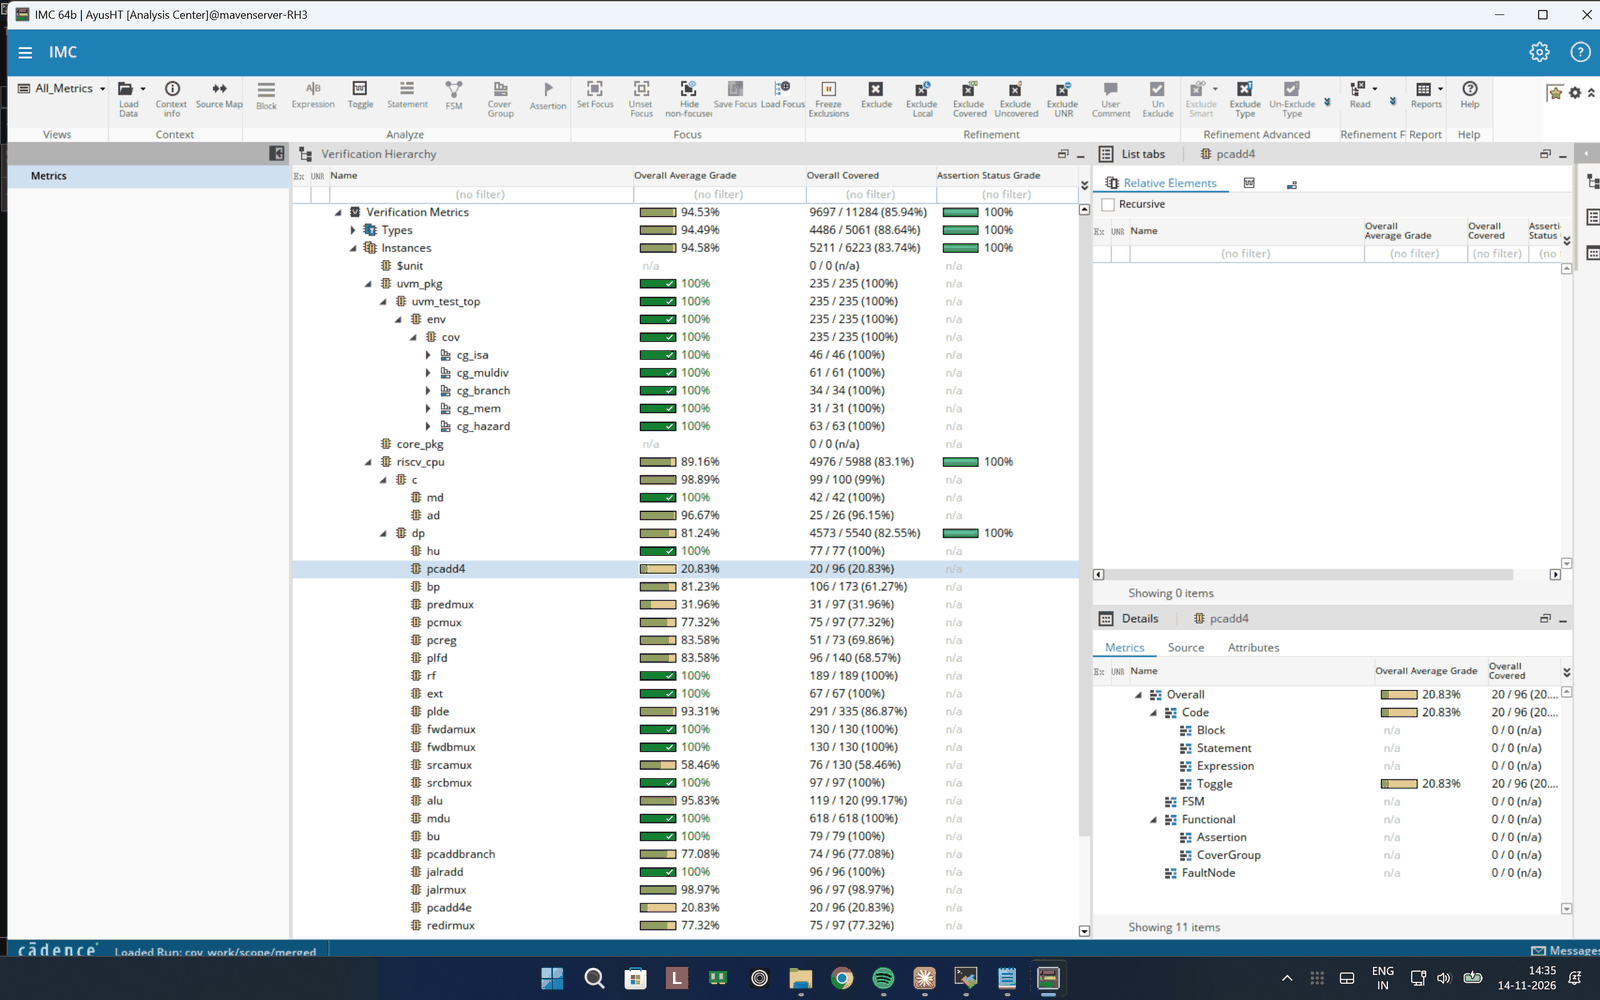 IMC 64b | AyusHT [Analysis Center]@mavenserver-RH3
IMC
All_Metrics
Load Data
Context info
Source Map
Block
Expression
Toggle
Statement
FSM
Cover Group
Assertion
Set Focus
Unset Focus
Hide non-focused
Save Focus
Load Focus
Freeze Exclusions
Exclude
Exclude Local
Exclude Covered
Exclude Uncovered
Exclude UNR
User Comment
Un Exclude
Exclude Smart
Exclude Type
Un-Exclude Type
Read
Reports
Help
Views Context Analyze Focus Refinement Refinement Advanced Refinement F Report Help
Metrics
Verification Hierarchy
Ex UNR Name Overall Average Grade Overall Covered Assertion Status Grade
(no filter) (no filter) (no filter) (no filter)
Verification Metrics 94.53% 9697 / 11284 (85.94%) 100%
Types 94.49% 4486 / 5061 (88.64%) 100%
Instances 94.58% 5211 / 6223 (83.74%) 100%
$unit n/a 0 / 0 (n/a) n/a
uvm_pkg 100% 235 / 235 (100%) n/a
uvm_test_top 100% 235 / 235 (100%) n/a
env 100% 235 / 235 (100%) n/a
cov 100% 235 / 235 (100%) n/a
cg_isa 100% 46 / 46 (100%) n/a
cg_muldiv 100% 61 / 61 (100%) n/a
cg_branch 100% 34 / 34 (100%) n/a
cg_mem 100% 31 / 31 (100%) n/a
cg_hazard 100% 63 / 63 (100%) n/a
core_pkg n/a 0 / 0 (n/a) n/a
riscv_cpu 89.16% 4976 / 5988 (83.1%) 100%
c 98.89% 99 / 100 (99%) n/a
md 100% 42 / 42 (100%) n/a
ad 96.67% 25 / 26 (96.15%) n/a
dp 81.24% 4573 / 5540 (82.55%) 100%
hu 100% 77 / 77 (100%) n/a
pcadd4 20.83% 20 / 96 (20.83%) n/a
bp 81.23% 106 / 173 (61.27%) n/a
predmux 31.96% 31 / 97 (31.96%) n/a
pcmux 77.32% 75 / 97 (77.32%) n/a
pcreg 83.58% 51 / 73 (69.86%) n/a
plfd 83.58% 96 / 140 (68.57%) n/a
rf 100% 189 / 189 (100%) n/a
ext 100% 67 / 67 (100%) n/a
plde 93.31% 291 / 335 (86.87%) n/a
fwdamux 100% 130 / 130 (100%) n/a
fwdbmux 100% 130 / 130 (100%) n/a
srcamux 58.46% 76 / 130 (58.46%) n/a
srcbmux 100% 97 / 97 (100%) n/a
alu 95.83% 119 / 120 (99.17%) n/a
mdu 100% 618 / 618 (100%) n/a
bu 100% 79 / 79 (100%) n/a
pcaddbranch 77.08% 74 / 96 (77.08%) n/a
jalradd 100% 96 / 96 (100%) n/a
jalrmux 98.97% 96 / 97 (98.97%) n/a
pcadd4e 20.83% 20 / 96 (20.83%) n/a
redirmux 77.32% 75 / 97 (77.32%) n/a
List tabs pcadd4
Relative Elements
Recursive
Ex UNR Name Overall Average Grade Overall Covered Asserti Status
(no filter) (no filter) (no filter) (no
Showing 0 items
Details pcadd4
Metrics Source Attributes
Ex UNR Name Overall Average Grade Overall Covered
Overall 20.83% 20 / 96 (20....
Code 20.83% 20 / 96 (20....
Block n/a 0 / 0 (n/a)
Statement n/a 0 / 0 (n/a)
Expression n/a 0 / 0 (n/a)
Toggle 20.83% 20 / 96 (20....
FSM n/a 0 / 0 (n/a)
Functional n/a 0 / 0 (n/a)
Assertion n/a 0 / 0 (n/a)
CoverGroup n/a 0 / 0 (n/a)
FaultNode n/a 0 / 0 (n/a)
Showing 11 items
cādence Loaded Run: cov_work/scope/merged
Messages
L
ENG
IN
14:35
14-11-2026